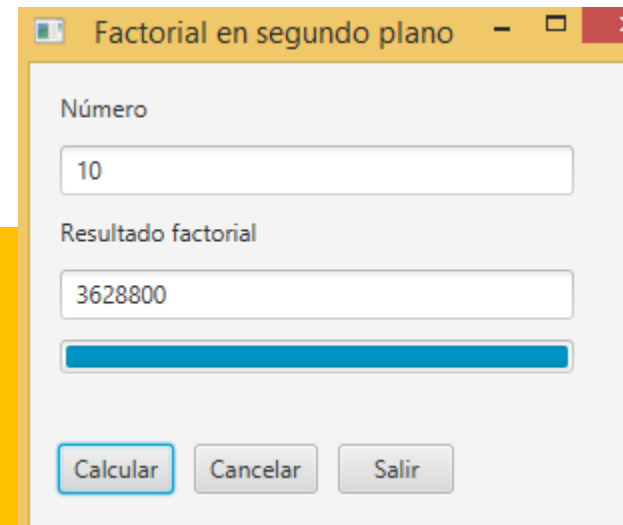 Factorial en segundo plano
Número
10
Resultado factorial
3628800
Calcular Cancelar Salir